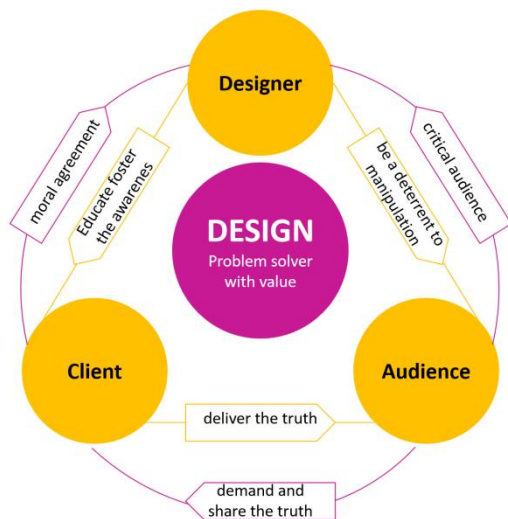 Designer
moral agreement
Educate foster
the awarenes
be a deterrent to
manipulation
critical audience
DESIGN
Problem solver
with value
Client
Audience
deliver the truth
demand and
share the truth